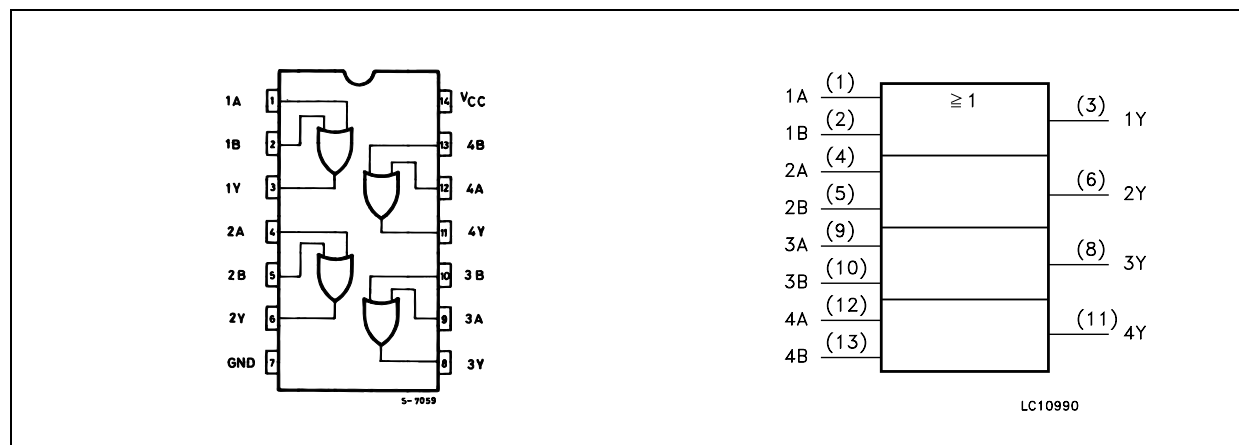 1A 1 14 VCC
1B 2 13 4B
1Y 3 12 4A
2A 4 11 4Y
2B 5 10 3B
2Y 6 9 3A
GND 7 8 3Y
S-7059
≧1
1A (1)
1B (2)
(3) 1Y
2A (4)
2B (5)
(6) 2Y
3A (9)
3B (10)
(8) 3Y
4A (12)
4B (13)
(11) 4Y
LC10990